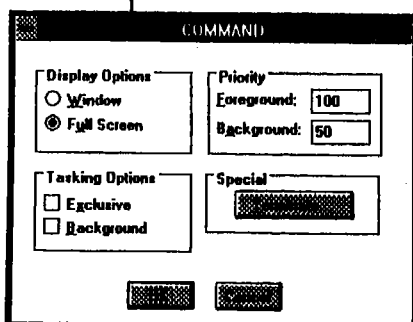 COMMAND
Display Options
Window
Full Screen
Priority
Foreground: 100
Background: 50
Tasking Options
Exclusive
Background
Special